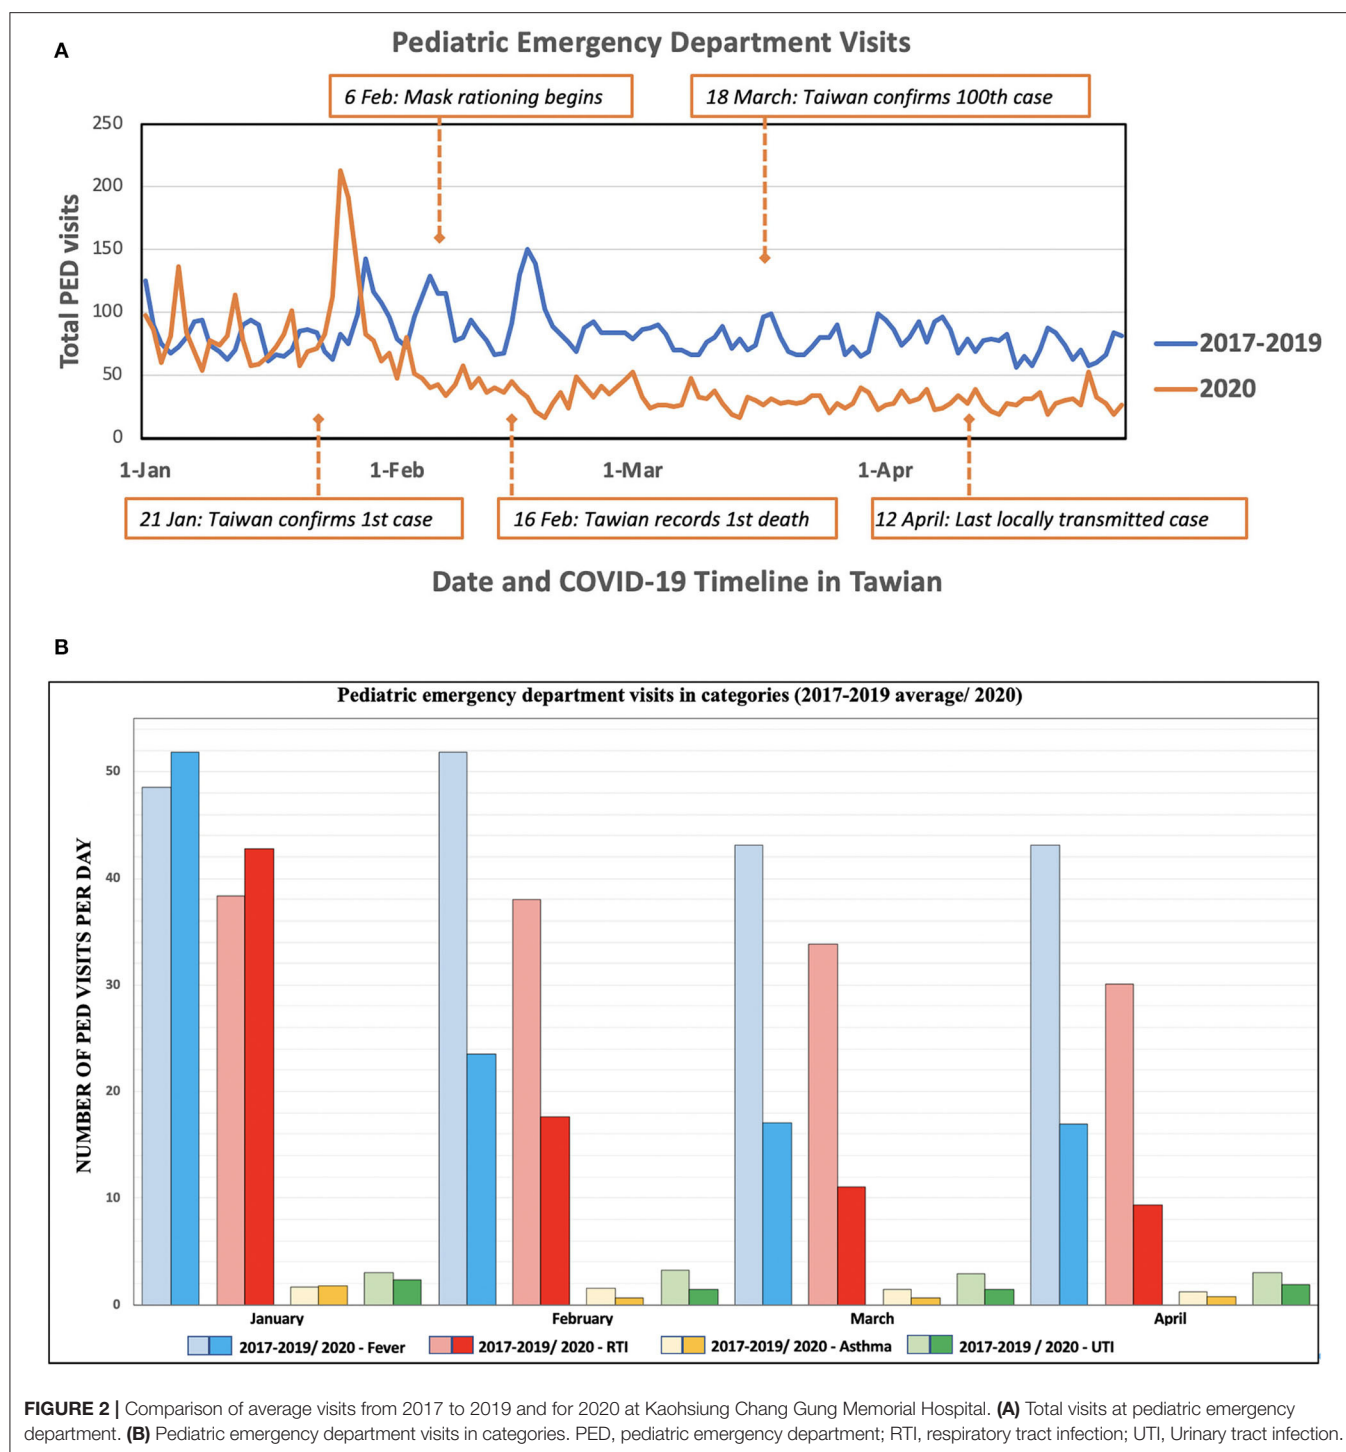 A
Pediatric Emergency Department Visits
6 Feb: Mask rationing begins
18 March: Taiwan confirms 100th case
250
200
150
100
50
0
Total PED visits
2017-2019
2020
1-Jan
1-Feb
1-Mar
1-Apr
21 Jan: Taiwan confirms 1st case
16 Feb: Tawian records 1st death
12 April: Last locally transmitted case
Date and COVID-19 Timeline in Tawian
B
Pediatric emergency department visits in categories (2017-2019 average/ 2020)
NUMBER OF PED VISITS PER DAY
50
40
30
20
10
0
January
February
March
April
2017-2019/ 2020 - Fever
2017-2019/ 2020 - RTI
2017-2019/ 2020 - Asthma
2017-2019 / 2020 - UTI
FIGURE 2 | Comparison of average visits from 2017 to 2019 and for 2020 at Kaohsiung Chang Gung Memorial Hospital. (A) Total visits at pediatric emergency
department. (B) Pediatric emergency department visits in categories. PED, pediatric emergency department; RTI, respiratory tract infection; UTI, Urinary tract infection.